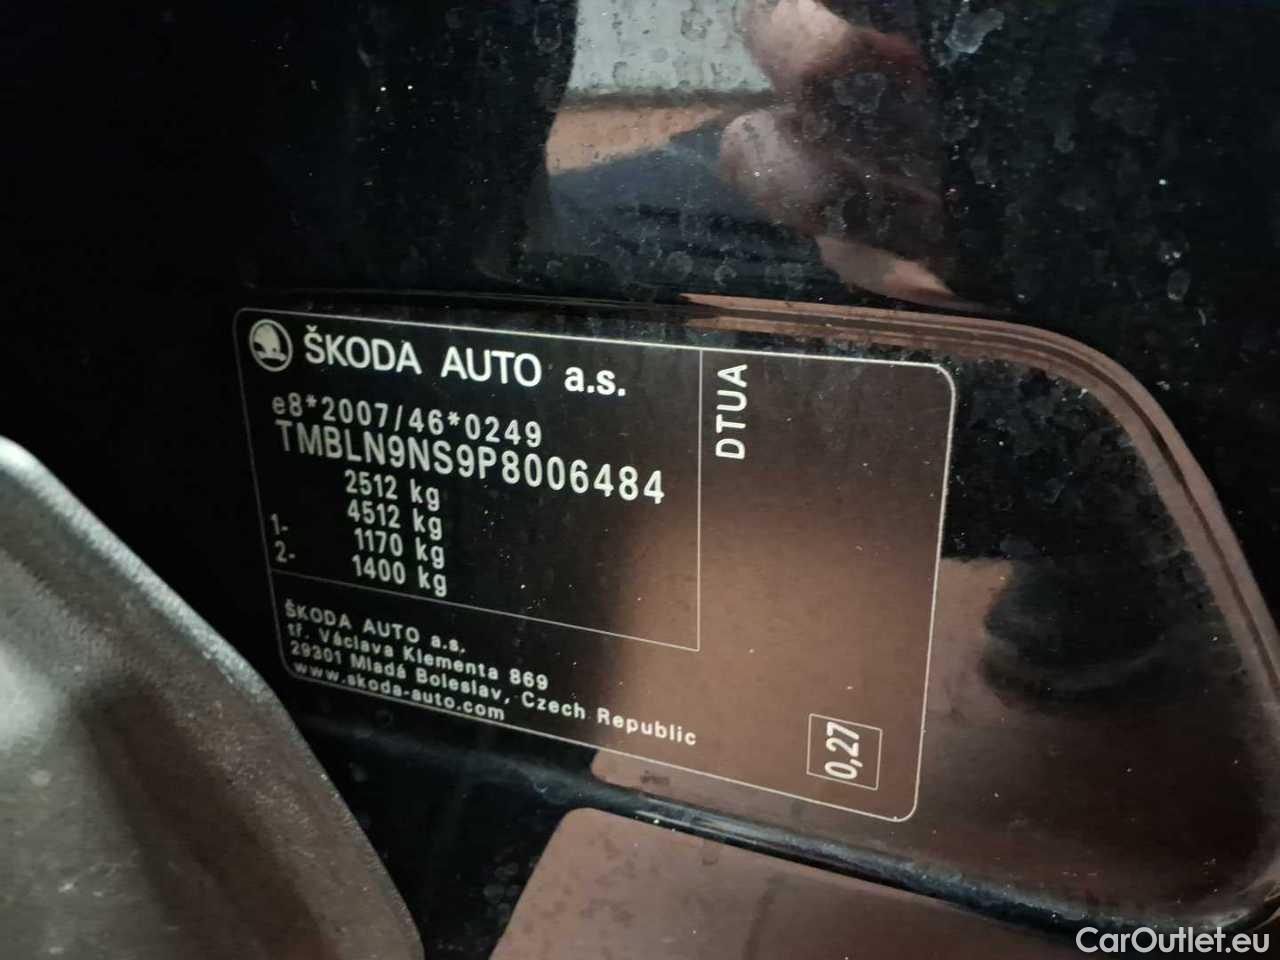 ŠKODA AUTO a.s.
e8*2007/46*0249
TMBLN9NS9P8006484
2512 kg
4512 kg
1- 1170 kg
2- 1400 kg
DTUA
ŠKODA AUTO a.s.
tř. Václava Klementa 869
29301 Mladá Boleslav, Czech Republic
www.skoda-auto.com
0,27
CarOutlet.eu